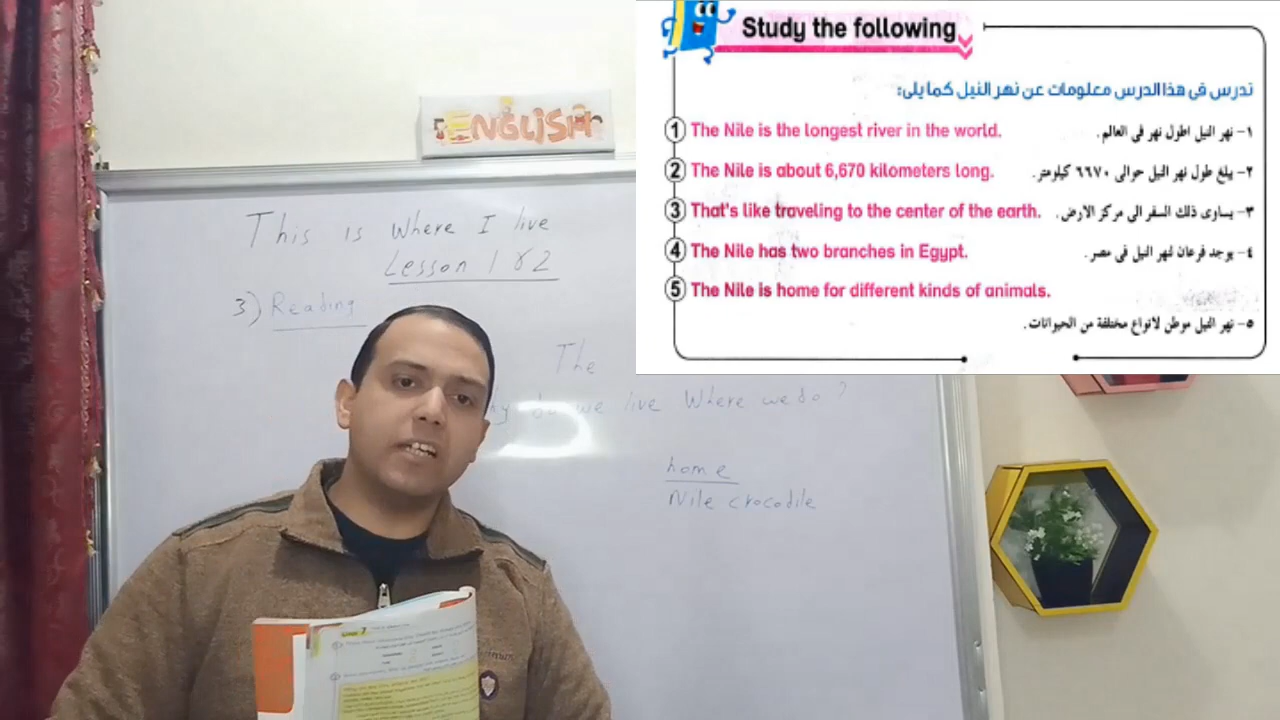 Study the following
تدرس فى هذا الدرس معلومات عن نهر النيل كما يلى:
1 The Nile is the longest river in the world.
١- نهر النيل اطول نهر فى العالم.
2 The Nile is about 6,670 kilometers long.
٢- يبلغ طول نهر النيل حوالى ٦٦٧٠ كيلومتر.
3 That's like traveling to the center of the earth.
٣- يساوى ذلك السفر الى مركز الارض.
4 The Nile has two branches in Egypt.
٤- يوجد فرعان لنهر النيل فى مصر.
5 The Nile is home for different kinds of animals.
٥- نهر النيل موطن لانواع مختلفة من الحيوانات.
ENGLISH
This is where I live
Lesson 1 & 2
3) Reading
The
we live Where we do ?
home
Nile crocodile